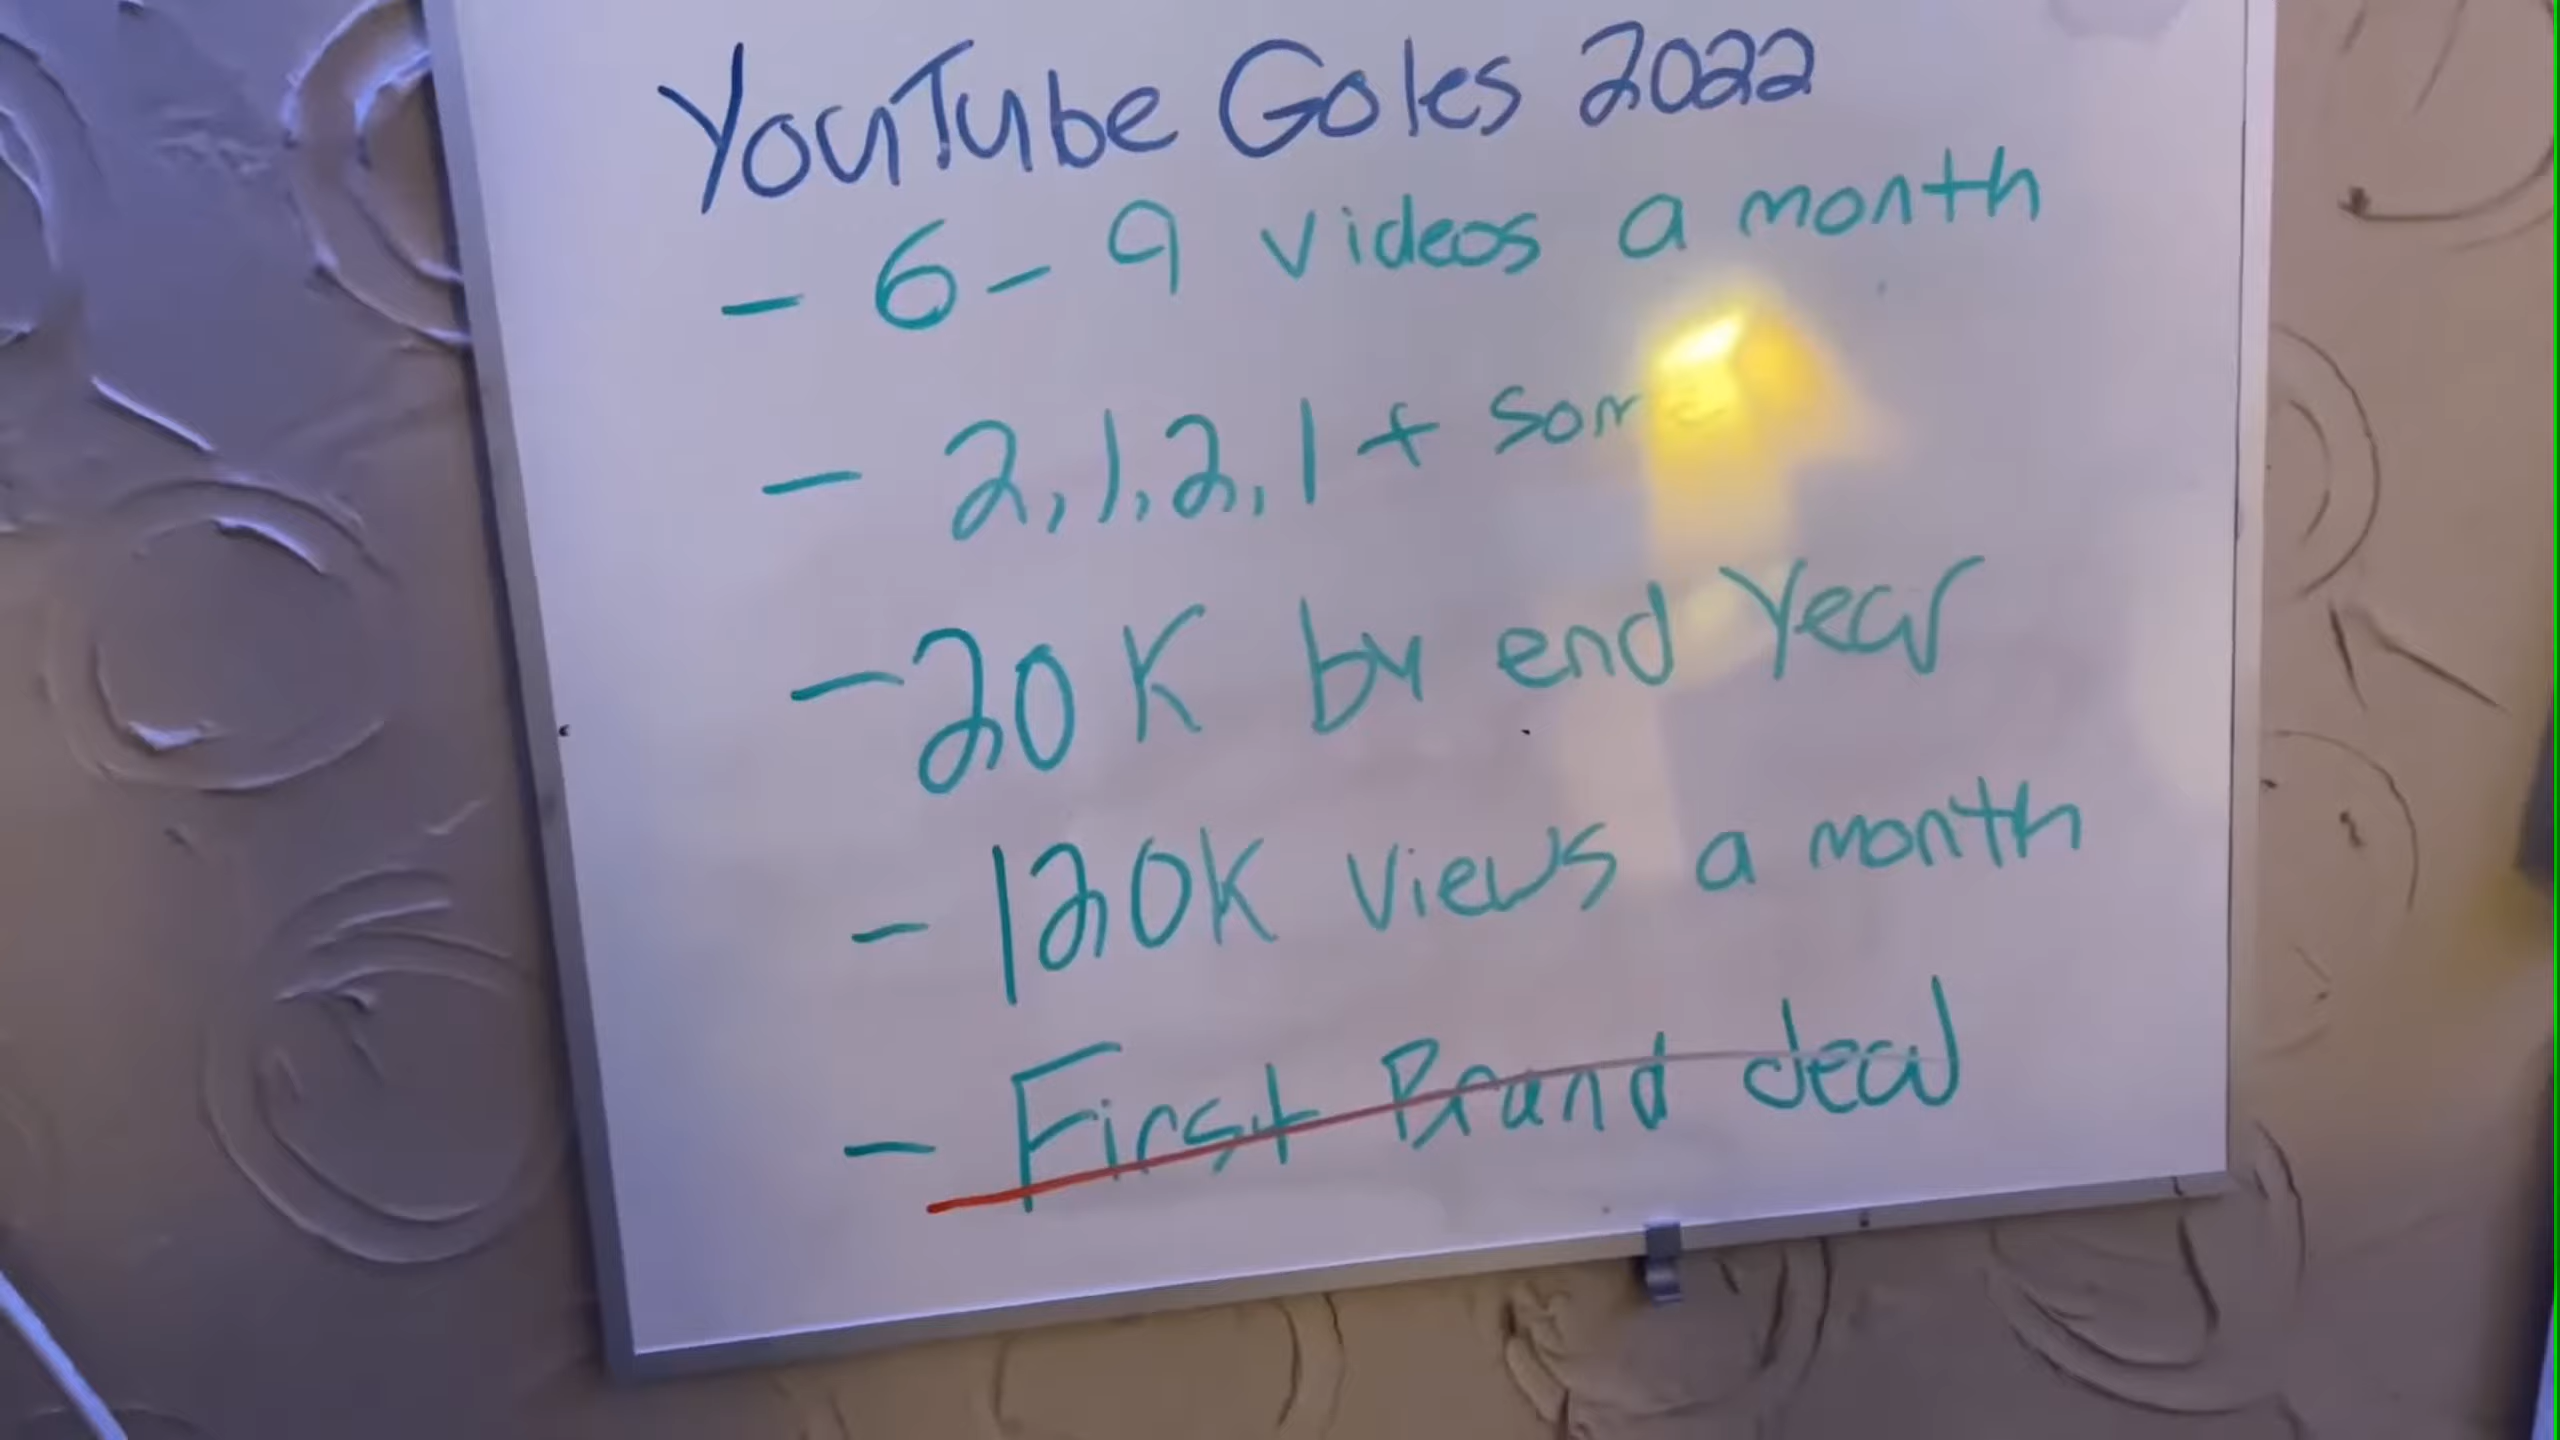 YouTube Goles 2022
- 6-9 videos a month
- 2,1,2,1 + some
- 20K by end Year
- 120K views a month
- First Brand deal